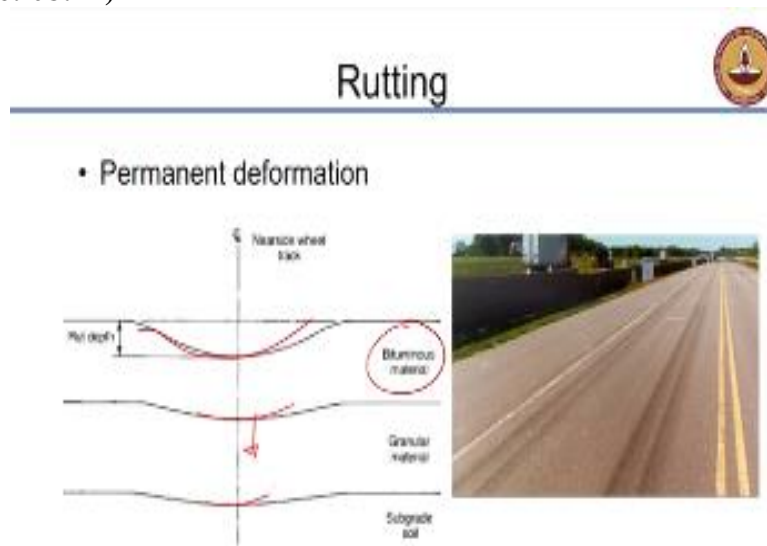 Rutting
• Permanent deformation
Nearside wheel
track
Rut depth
Bituminous
material
Granular
material
Subgrade
soil